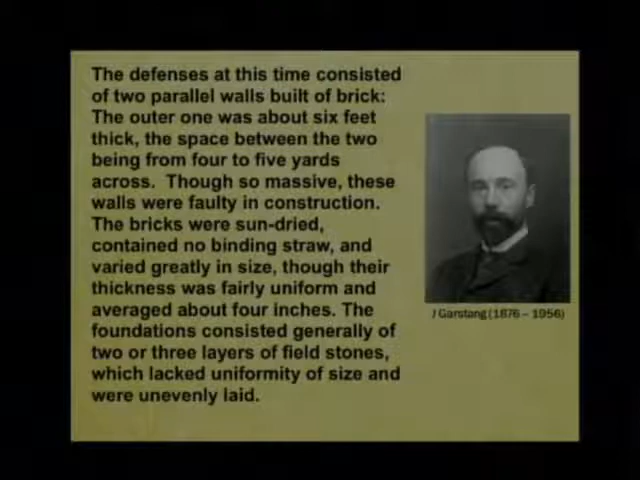 The defenses at this time consisted
of two parallel walls built of brick:
The outer one was about six feet
thick, the space between the two
being from four to five yards
across.  Though so massive, these
walls were faulty in construction.
The bricks were sun-dried,
contained no binding straw, and
varied greatly in size, though their
thickness was fairly uniform and
averaged about four inches. The
foundations consisted generally of
two or three layers of field stones,
which lacked uniformity of size and
were unevenly laid.
J Garstang (1876 – 1956)